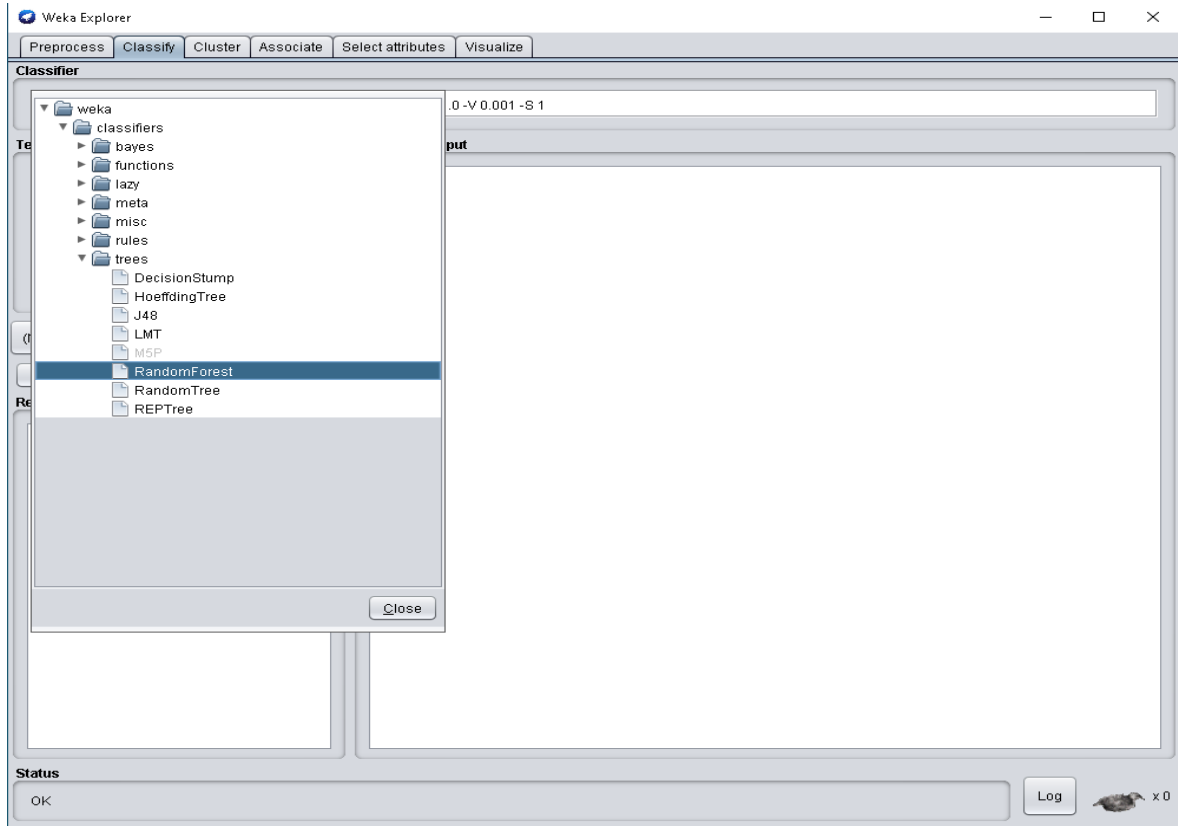 Weka Explorer
Preprocess Classify Cluster Associate Select attributes Visualize
Classifier
.0 -V 0.001 -S 1
weka
classifiers
bayes
functions
lazy
meta
misc
rules
trees
DecisionStump
HoeffdingTree
J48
LMT
M5P
RandomForest
RandomTree
REPTree
Close
Te
put
(N
Re
Status
OK
Log
x 0